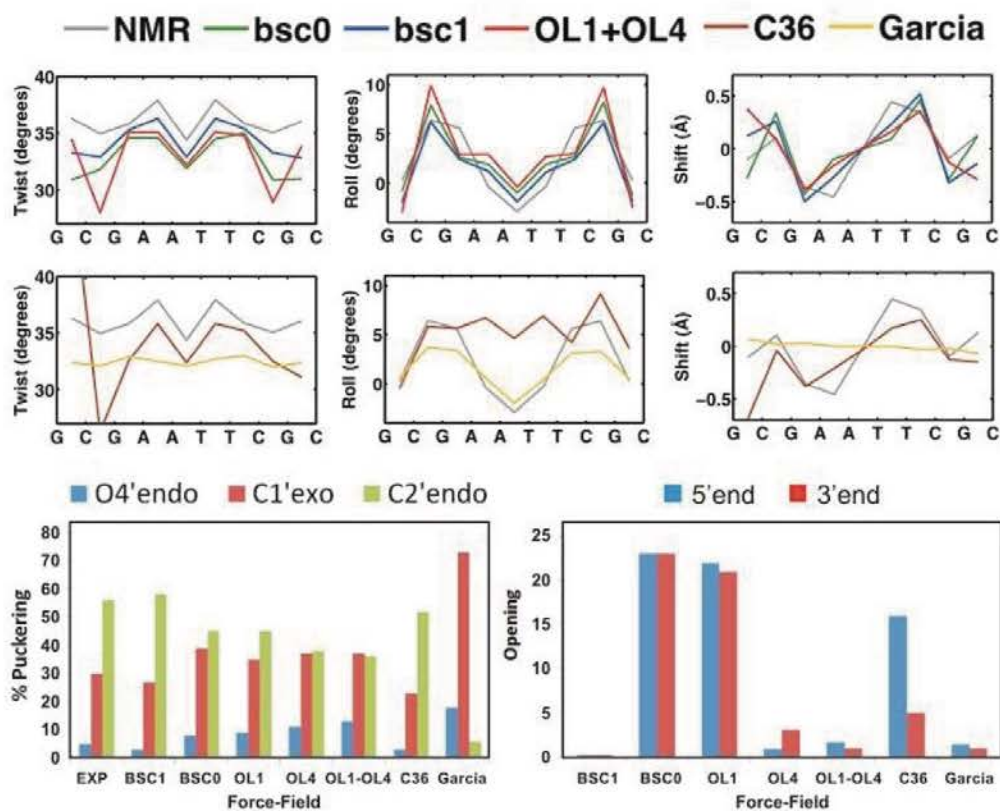 NMR bsc0 bsc1 OL1+OL4 C36 Garcia
40
35
30
Twist (degrees)
G C G A A T T C G C
10
5
0
Roll (degrees)
G C G A A T T C G C
0.5
0
−0.5
Shift (Å)
G C G A A T T C G C
40
35
30
Twist (degrees)
G C G A A T T C G C
10
5
0
Roll (degrees)
G C G A A T T C G C
0.5
0
−0.5
Shift (Å)
G C G A A T T C G C
O4'endo C1'exo C2'endo
80
70
60
50
40
30
20
10
0
% Puckering
EXP BSC1 BSC0 OL1 OL4 OL1-OL4 C36 Garcia
Force-Field
5'end 3'end
25
20
15
10
5
0
Opening
BSC1 BSC0 OL1 OL4 OL1-OL4 C36 Garcia
Force-Field